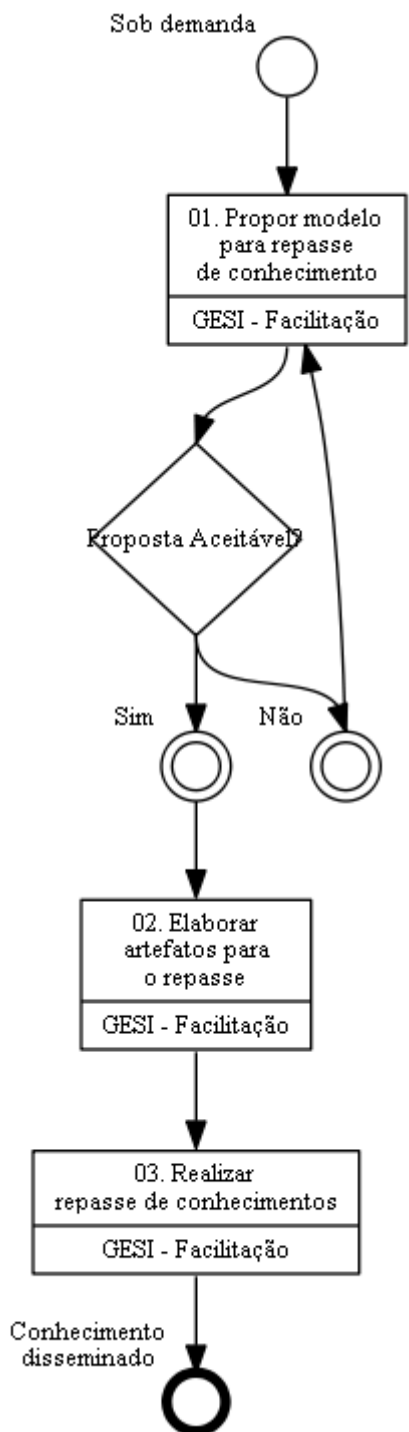 Sob demanda
01. Propor modelo
para repasse
de conhecimento
GESI - Facilitação
Proposta Aceitável?
Sim
Não
02. Elaborar
artefatos para
o repasse
GESI - Facilitação
03. Realizar
repasse de conhecimentos
GESI - Facilitação
Conhecimento
disseminado